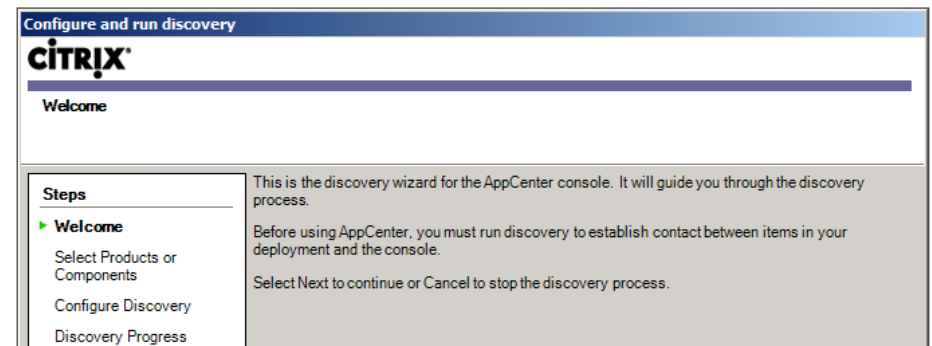 Configure and run discovery
CITRIX
Welcome
Steps
Welcome
Select Products or
Components
Configure Discovery
Discovery Progress
This is the discovery wizard for the AppCenter console. It will guide you through the discovery
process.
Before using AppCenter, you must run discovery to establish contact between items in your
deployment and the console.
Select Next to continue or Cancel to stop the discovery process.